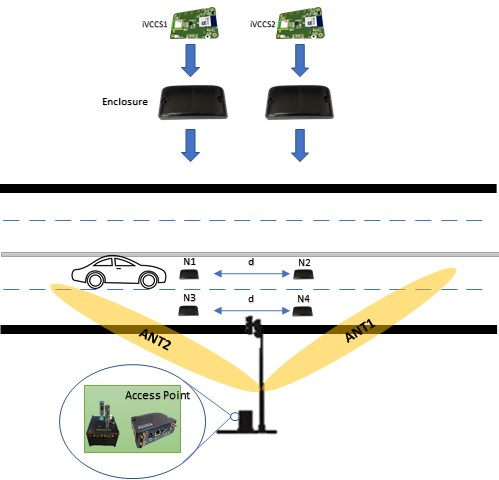 iVCCS1
iVCCS2
Enclosure
N1
d
N2
N3
d
N4
ANT2
ANT1
Access Point